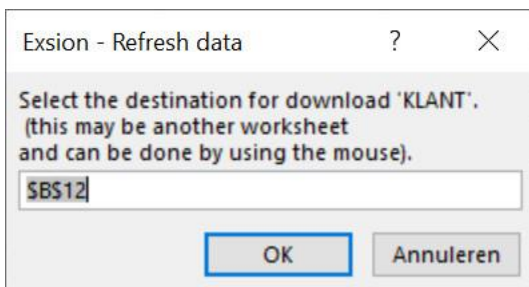 Exsion - Refresh data ?
Select the destination for download 'KLANT'.
(this may be another worksheet
and can be done by using the mouse).
$B$12
OK Annuleren